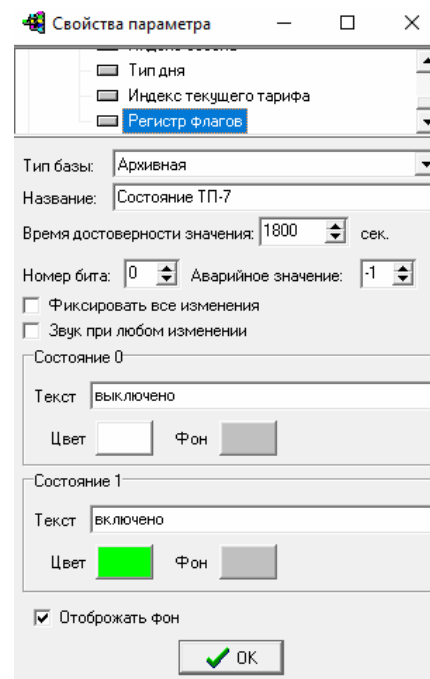 Свойства параметра
Тип дня
Индекс текущего тарифа
Регистр флагов
Тип базы: Архивная
Название: Состояние ТП-7
Время достоверности значения: 1800 сек.
Номер бита: 0 Аварийное значение: -1
Фиксировать все изменения
Звук при любом изменении
Состояние 0
Текст выключено
Цвет Фон
Состояние 1
Текст включено
Цвет Фон
Отоброжать фон
OK